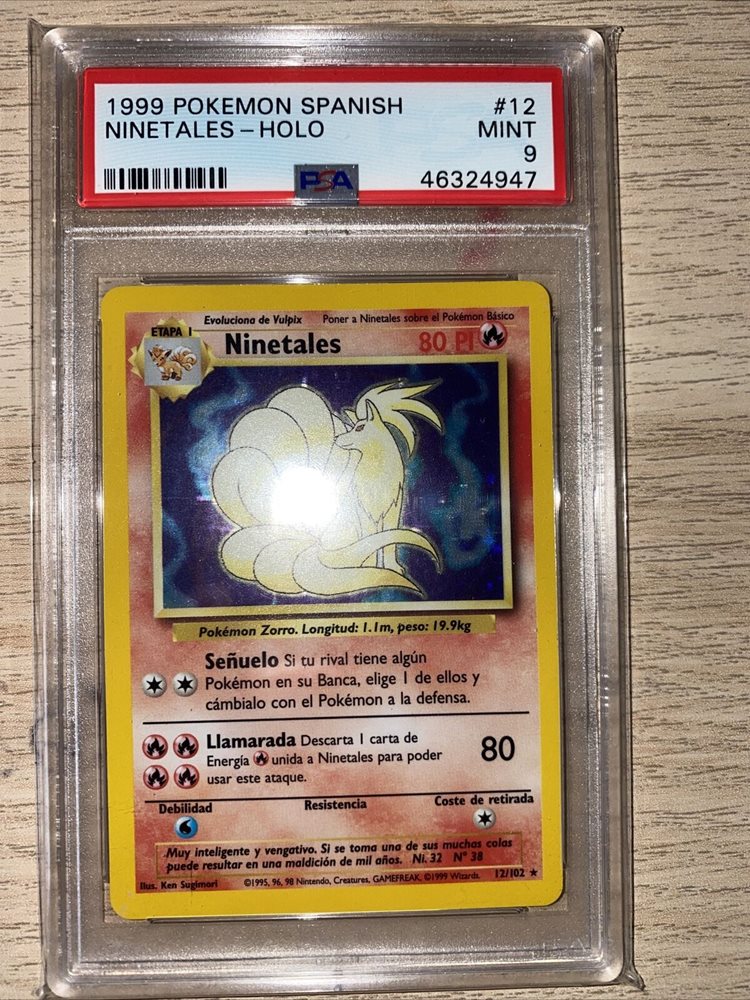 1999 POKEMON SPANISH #12
NINETALES – HOLO MINT
9
PSA 46324947
Evoluciona de Vulpix Poner a Ninetales sobre el Pokémon Básico
ETAPA 1
Ninetales 80 PI
Pokémon Zorro. Longitud: 1.1m, peso: 19.9kg
Señuelo Si tu rival tiene algún
Pokémon en su Banca, elige 1 de ellos y
cámbialo con el Pokémon a la defensa.
Llamarada Descarta 1 carta de
Energía unida a Ninetales para poder
usar este ataque.
80
Debilidad Resistencia Coste de retirada
Muy inteligente y vengativo. Si se toma una de sus muchas colas
puede resultar en una maldición de mil años. Ni. 32 N° 38
Ilus. Ken Sugimori ©1995, 96, 98 Nintendo, Creatures, GAMEFREAK. ©1999 Wizards. 12/102 ★